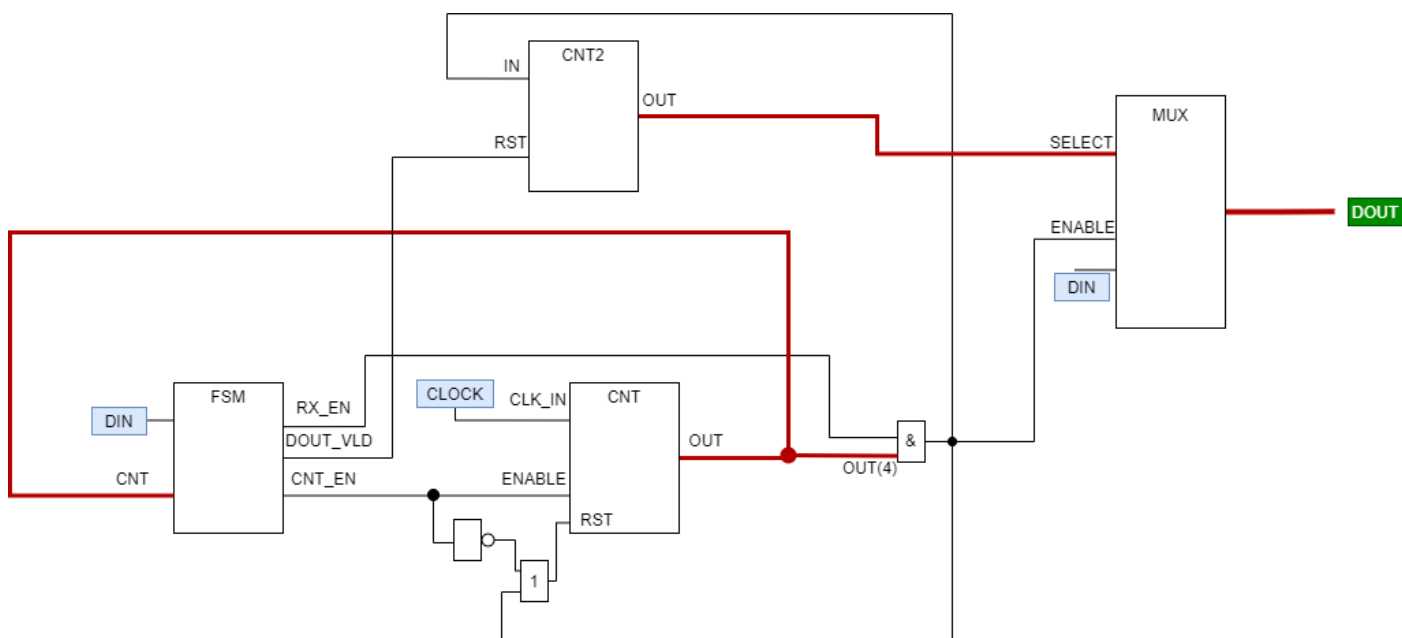 CNT2
IN
OUT
RST
MUX
SELECT
ENABLE
DIN
DOUT
FSM
DIN
RX_EN
DOUT_VLD
CNT
CNT_EN
CLOCK
CLK_IN
CNT
OUT
ENABLE
RST
&
OUT(4)
1